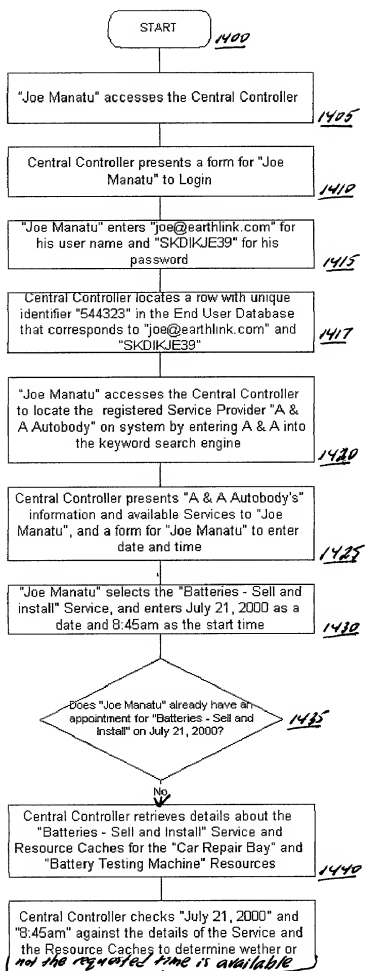 START
1400
"Joe Manatu" accesses the Central Controller
1405
Central Controller presents a form for "Joe
Manatu" to Login
1410
"Joe Manatu" enters "joe@earthlink.com" for
his user name and "SKDIKJE39" for his
password
1415
Central Controller locates a row with unique
identifier "544323" in the End User Database
that corresponds to "joe@earthlink.com" and
"SKDIKJE39"
1417
"Joe Manatu" accesses the Central Controller
to locate the registered Service Provider "A &
A Autobody" on system by entering A & A into
the keyword search engine
1420
Central Controller presents "A & A Autobody's"
information and available Services to "Joe
Manatu", and a form for "Joe Manatu" to enter
date and time
1425
"Joe Manatu" selects the "Batteries - Sell and
install" Service, and enters July 21, 2000 as a
date and 8:45am as the start time
1430
Does "Joe Manatu" already have an
appointment for "Batteries - Sell and
Install" on July 21, 2000?
1435
No
Central Controller retrieves details about the
"Batteries - Sell and Install" Service and
Resource Caches for the "Car Repair Bay" and
"Battery Testing Machine" Resources
1440
Central Controller checks "July 21, 2000" and
"8:45am" against the details of the Service and
the Resource Caches to determine wether or
not the requested time is available